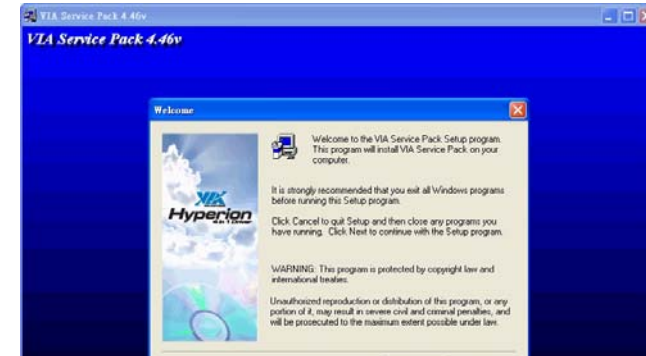 VIA Service Pack 4.46v
VIA Service Pack 4.46v
Welcome
Welcome to the VIA Service Pack Setup program.
This program will install VIA Service Pack on your
computer.
It is strongly recommended that you exit all Windows programs
before running this Setup program.
Click Cancel to quit Setup and then close any programs you
have running. Click Next to continue with the Setup program.
WARNING: This program is protected by copyright law and
international treaties.
Unauthorized reproduction or distribution of this program, or any
portion of it, may result in severe civil and criminal penalties, and
will be prosecuted to the maximum extent possible under law.
VIA
Hyperion
4 in 1 Driver